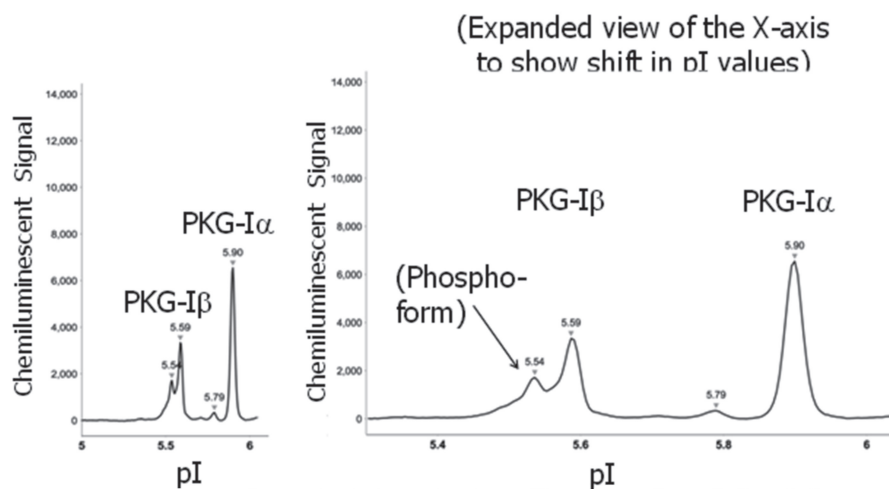 (Expanded view of the X-axis
to show shift in pI values)
Chemiluminescent Signal
14,000
12,000
10,000
8,000
6,000
4,000
2,000
0
PKG-Iα
5.90
PKG-Iβ
5.59
5.54
5.79
5
5.5
6
pI
Chemiluminescent Signal
14,000
12,000
10,000
8,000
6,000
4,000
2,000
0
PKG-Iβ
PKG-Iα
5.90
(Phospho-
form)
5.59
5.54
5.79
5.4
5.6
5.8
6
pI